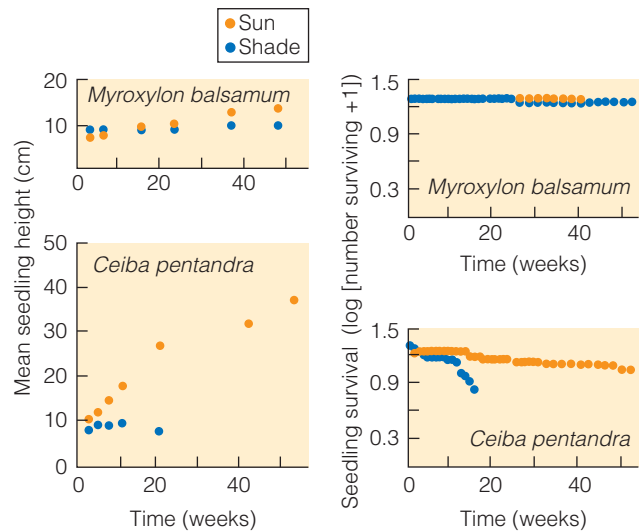 Sun
Shade
Mean seedling height (cm)
20
10
0
Myroxylon balsamum
0
20
40
Time (weeks)
50
40
30
20
10
0
Ceiba pentandra
0
20
40
Time (weeks)
Seedling survival (log [number surviving +1])
1.5
0.9
0.3
Myroxylon balsamum
0
20
40
Time (weeks)
1.5
0.9
0.3
Ceiba pentandra
0
20
40
Time (weeks)